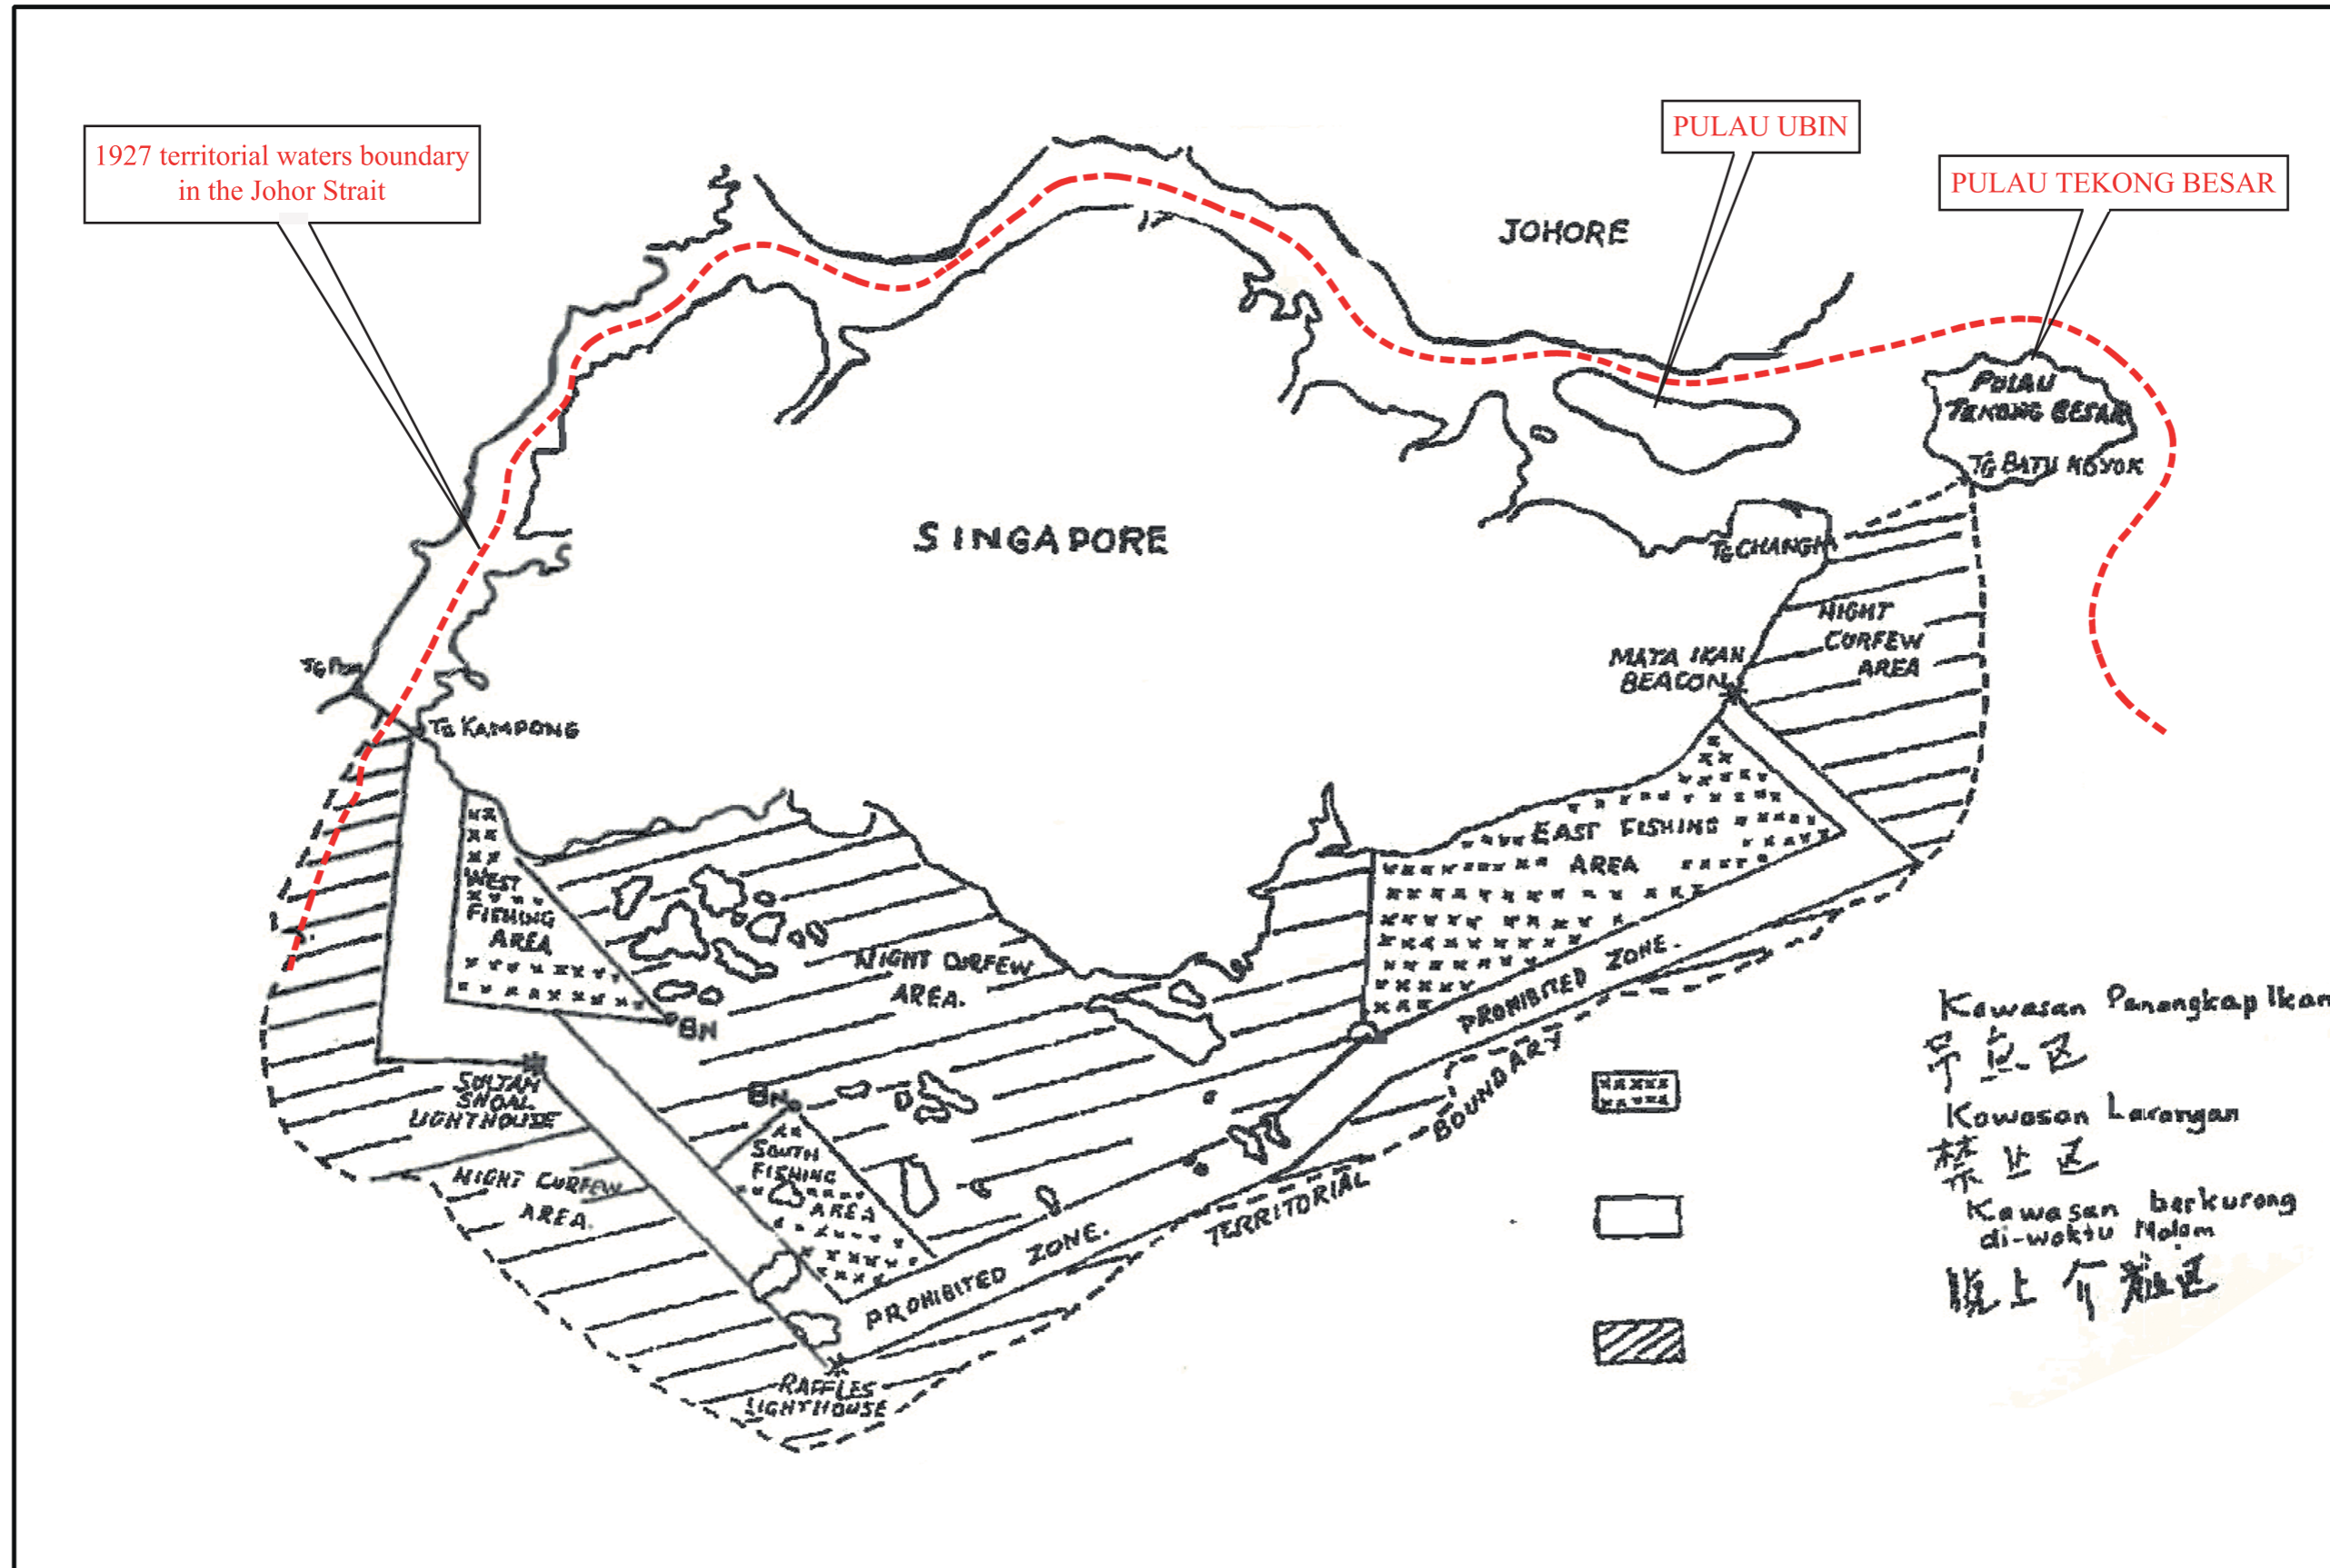 1927 territorial waters boundary
in the Johor Strait
PULAU UBIN
PULAU TEKONG BESAR
JOHORE
PULAU
TEKONG BESAR
TG BATU KOYOK
SINGAPORE
TG CHANGI
NIGHT
CURFEW
AREA
MATA IKAN
BEACON
TG KAMPONG
WEST
FISHING
AREA
EAST FISHING
AREA
NIGHT CURFEW
AREA.
BN
PROHIBITED ZONE.
SULTAN
SHOAL
LIGHTHOUSE
BN
SOUTH
FISHING
AREA
NIGHT CURFEW
AREA.
PROHIBITED ZONE.
TERRITORIAL BOUNDARY
RAFFLES
LIGHTHOUSE
Kawasan Penangkap Ikan
Kawasan Larangan
禁止区
Kawasan berkurong
di-waktu Malam
晚上